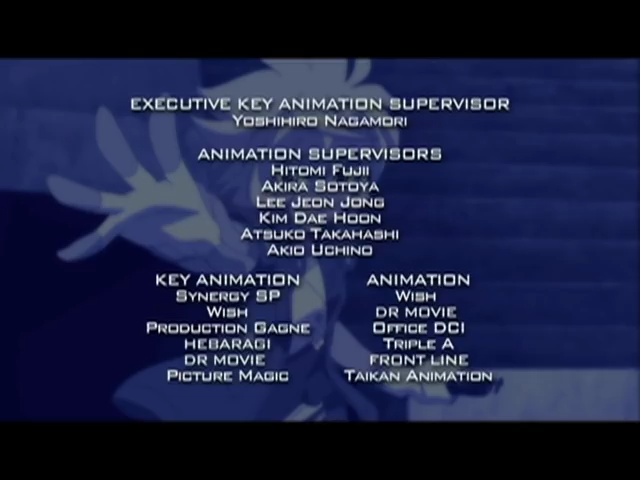 EXECUTIVE KEY ANIMATION SUPERVISOR
YOSHIHIRO NAGAMORI
ANIMATION SUPERVISORS
HITOMI FUJII
AKIRA SOTOYA
LEE JEON JONG
KIM DAE HOON
ATSUKO TAKAHASHI
AKIO UCHINO
KEY ANIMATION
SYNERGY SP
WISH
PRODUCTION GAGNE
HEBARAGI
DR MOVIE
PICTURE MAGIC
ANIMATION
WISH
DR MOVIE
OFFICE DCI
TRIPLE A
FRONT LINE
TAIKAN ANIMATION